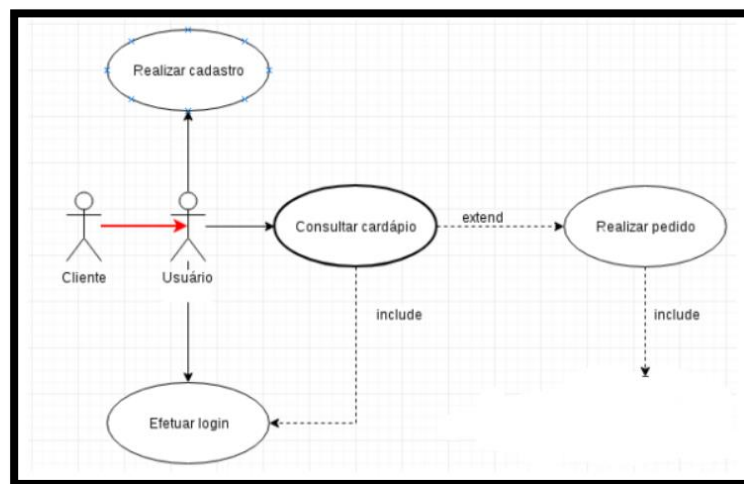 Realizar cadastro
Consultar cardápio
extend
Realizar pedido
Cliente
Usuário
include
include
Efetuar login